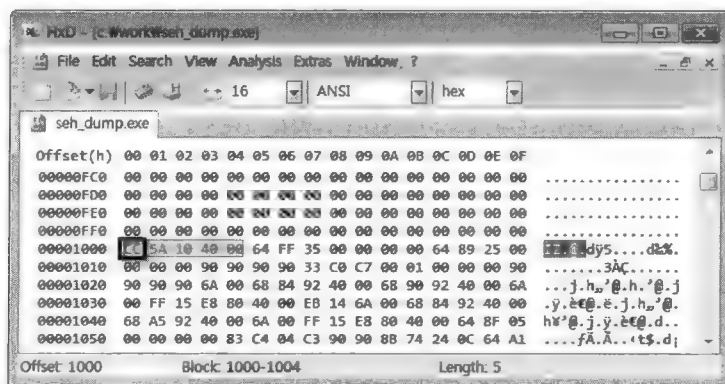 HxD - [c:₩work₩seh_dump.exe]
File Edit Search View Analysis Extras Window ?
16 ANSI hex
seh_dump.exe
Offset(h) 00 01 02 03 04 05 06 07 08 09 0A 0B 0C 0D 0E 0F
00000FC0 00 00 00 00 00 00 00 00 00 00 00 00 00 00 00 00 ................
00000FD0 00 00 00 00 00 00 00 00 00 00 00 00 00 00 00 00 ................
00000FE0 00 00 00 00 00 00 00 00 00 00 00 00 00 00 00 00 ................
00000FF0 00 00 00 00 00 00 00 00 00 00 00 00 00 00 00 00 ................
00001000 CC 5A 10 40 00 64 FF 35 00 00 00 00 64 89 25 00 ÌZ.@.dÿ5....d‰%.
00001010 00 00 00 90 90 90 90 33 C0 C7 00 01 00 00 00 90 .......3ÀÇ......
00001020 90 90 90 6A 00 68 84 92 40 00 68 90 92 40 00 6A ...j.h„’@.h.’@.j
00001030 00 FF 15 E8 80 40 00 EB 14 6A 00 68 84 92 40 00 .ÿ.è€@.ë.j.h„’@.
00001040 68 A5 92 40 00 6A 00 FF 15 E8 80 40 00 64 8F 05 h¥’@.j.ÿ.è€@.d..
00001050 00 00 00 00 83 C4 04 C3 90 90 8B 74 24 0C 64 A1 ....ƒÄ.Ã..‹t$.d¡
Offset: 1000 Block: 1000-1004 Length: 5